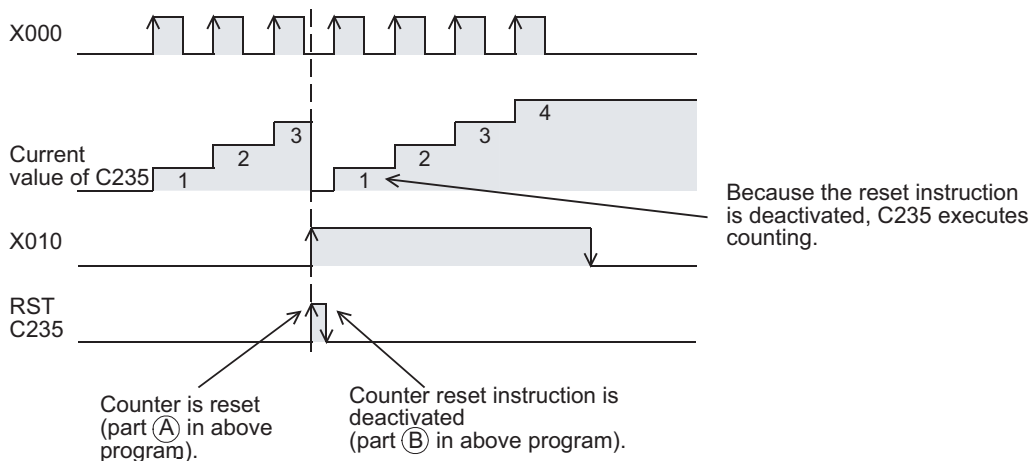 X000
Current
value of C235
1
2
3
1
2
3
4
Because the reset instruction
is deactivated, C235 executes
counting.
X010
RST
C235
Counter is reset
(part Ⓐ in above
program).
Counter reset instruction is
deactivated
(part Ⓑ in above program).